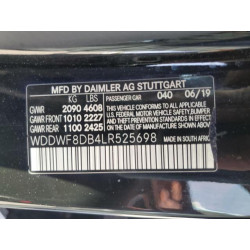 MFD BY DAIMLER AG STUTTGART
KG LBS PASSENGER CAR 040 06/19
GVWR 2090 4608
GAWR FRONT 1010 2227
GAWR REAR 1100 2425
THIS VEHICLE CONFORMS TO ALL
APPLICABLE U.S. FEDERAL MOTOR
VEHICLE SAFETY, BUMPER, AND
THEFT PREVENTION STANDARDS IN
EFFECT ON THE DATE OF
MANUFACTURE SHOWN ABOVE.
WDDWF8DB4LR525698
MADE IN SOUTH AFRICA